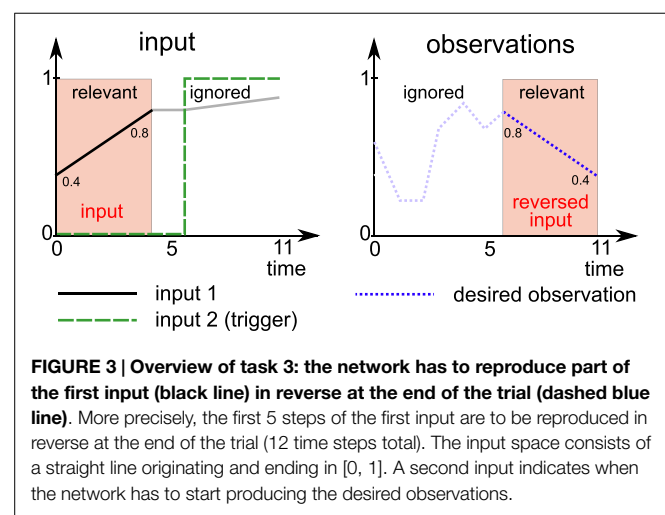 input
1
relevant
ignored
0.8
0.4
input
0
0
5
11
time
observations
1
ignored
relevant
0.8
0.4
reversed
input
0
0
5
11
time
input 1
input 2 (trigger)
desired observation
FIGURE 3 | Overview of task 3: the network has to reproduce part of
the first input (black line) in reverse at the end of the trial (dashed blue
line). More precisely, the first 5 steps of the first input are to be reproduced in
reverse at the end of the trial (12 time steps total). The input space consists of
a straight line originating and ending in [0, 1]. A second input indicates when
the network has to start producing the desired observations.